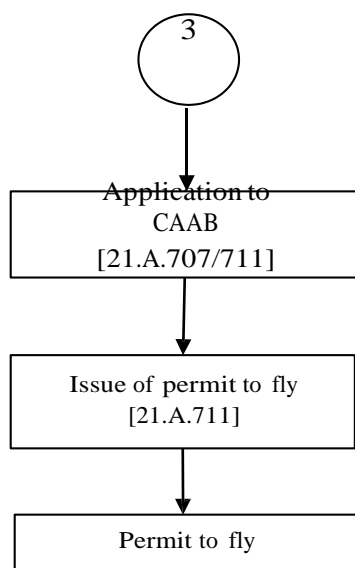 3
Application to
CAAB
[21.A.707/711]
Issue of permit to fly
[21.A.711]
Permit to fly